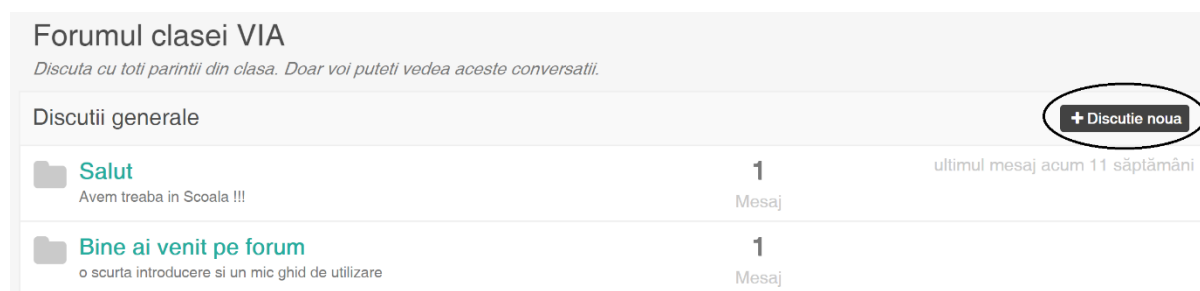 Forumul clasei VIA
Discuta cu toti parintii din clasa. Doar voi puteti vedea aceste conversatii.
Discutii generale
+ Discutie noua
Salut
1
ultimul mesaj acum 11 săptămâni
Avem treaba in Scoala !!!
Mesaj
Bine ai venit pe forum
1
o scurta introducere si un mic ghid de utilizare
Mesaj